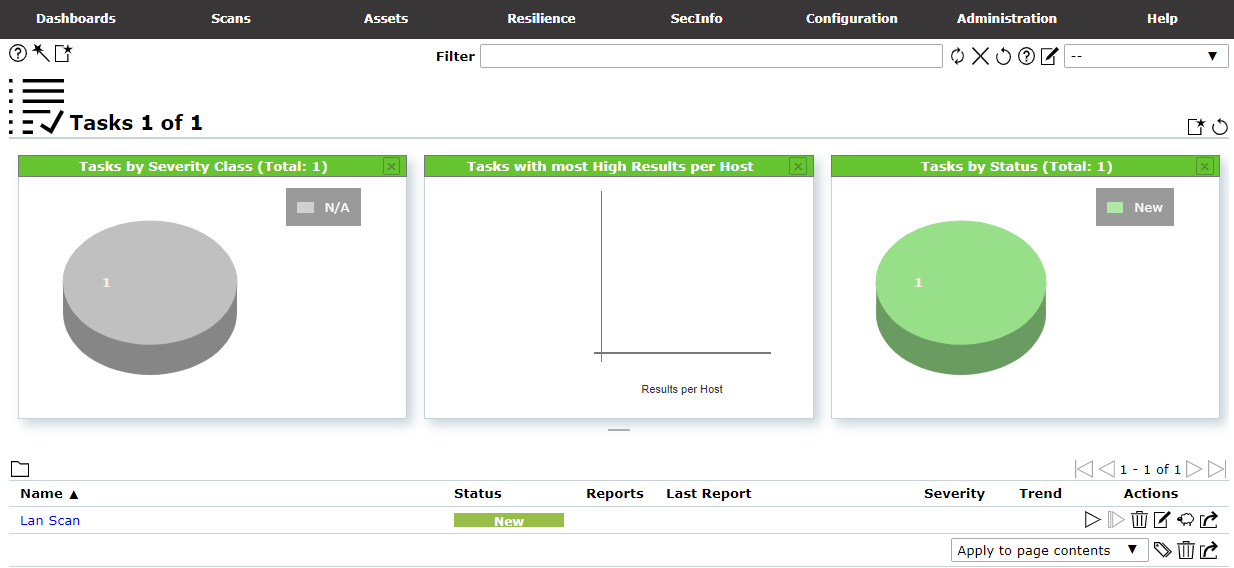 Dashboards Scans Assets Resilience SecInfo Configuration Administration Help
Filter --
Tasks 1 of 1
Tasks by Severity Class (Total: 1)
N/A
1
Tasks with most High Results per Host
Results per Host
Tasks by Status (Total: 1)
New
1
1 - 1 of 1
Name Status Reports Last Report Severity Trend Actions
Lan Scan New
Apply to page contents